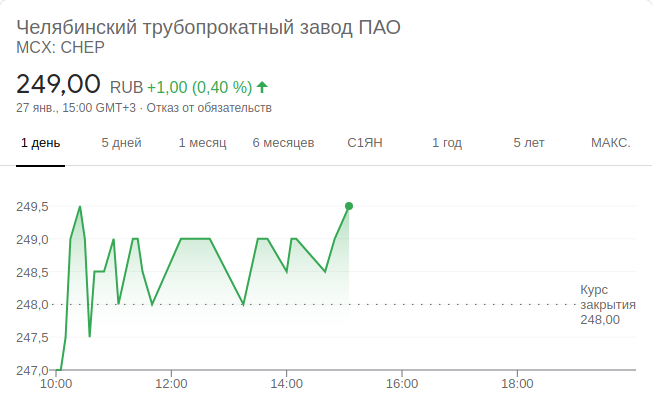 Челябинский трубопрокатный завод ПАО
MCX: CHEP
249,00 RUB +1,00 (0,40 %)
27 янв., 15:00 GMT+3 · Отказ от обязательств
1 день 5 дней 1 месяц 6 месяцев С1ЯН 1 год 5 лет МАКС.
249,5
249,0
248,5
248,0
247,5
247,0
Курс
закрытия
248,00
10:00 12:00 14:00 16:00 18:00